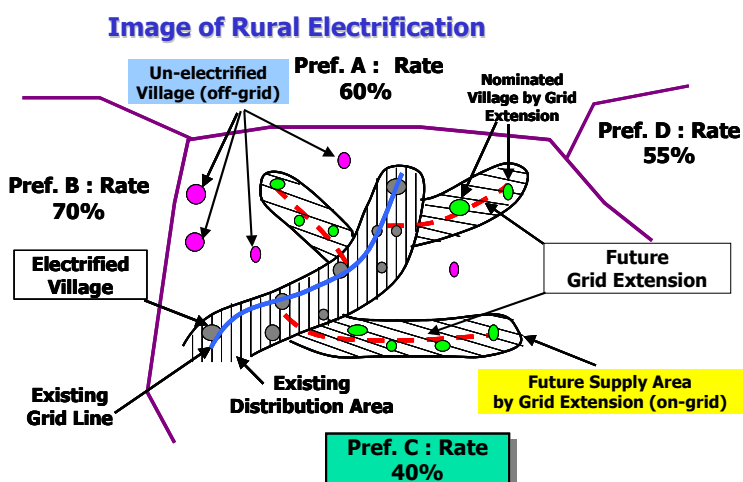 Image of Rural Electrification
Un-electrified
Village (off-grid)
Pref. A : Rate
60%
Nominated
Village by Grid
Extension
Pref. D : Rate
55%
Pref. B : Rate
70%
Electrified
Village
Future
Grid Extension
Existing
Grid Line
Existing
Distribution Area
Future Supply Area
by Grid Extension (on-grid)
Pref. C : Rate
40%